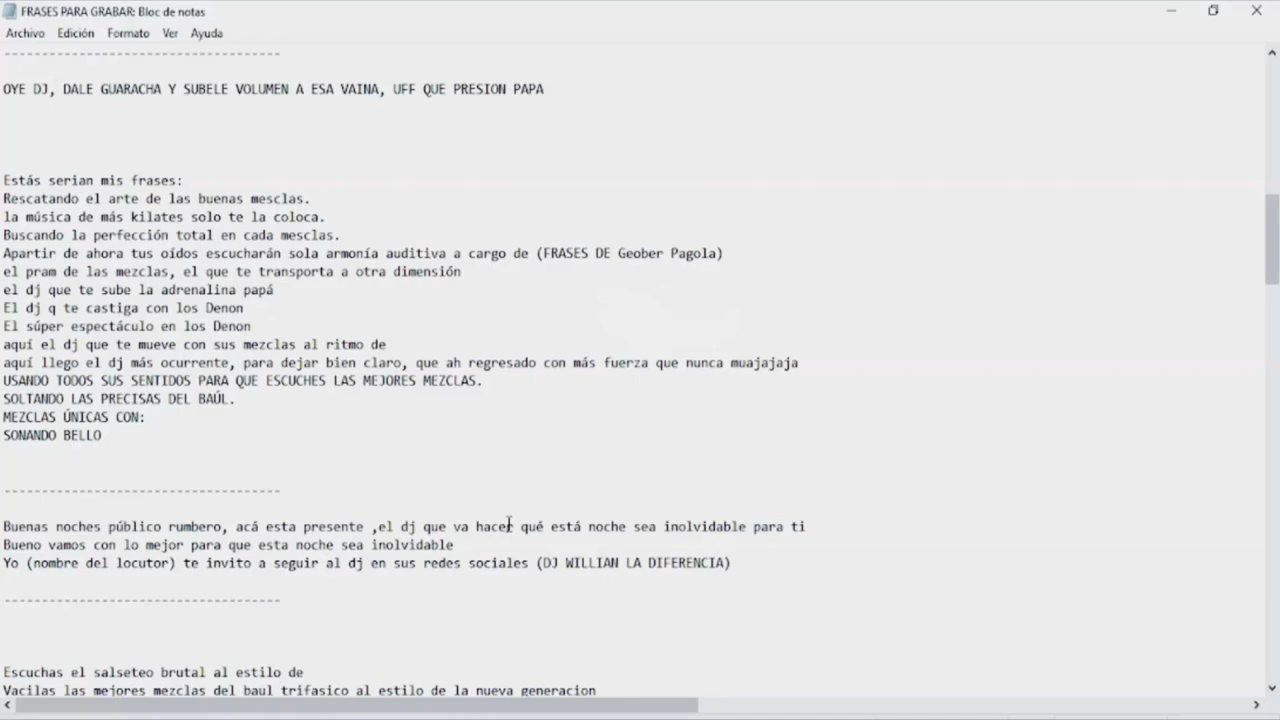 FRASES PARA GRABAR: Bloc de notas
Archivo Edición Formato Ver Ayuda
-------------------------------------
OYE DJ, DALE GUARACHA Y SUBELE VOLUMEN A ESA VAINA, UFF QUE PRESION PAPA
Estás serian mis frases:
Rescatando el arte de las buenas mesclas.
la música de más kilates solo te la coloca.
Buscando la perfección total en cada mesclas.
Apartir de ahora tus oídos escucharán sola armonía auditiva a cargo de (FRASES DE Geober Pagola)
el pram de las mezclas, el que te transporta a otra dimensión
el dj que te sube la adrenalina papá
El dj q te castiga con los Denon
El súper espectáculo en los Denon
aquí el dj que te mueve con sus mezclas al ritmo de
aquí llego el dj más ocurrente, para dejar bien claro, que ah regresado con más fuerza que nunca muajajaja
USANDO TODOS SUS SENTIDOS PARA QUE ESCUCHES LAS MEJORES MEZCLAS.
SOLTANDO LAS PRECISAS DEL BAÚL.
MEZCLAS ÚNICAS CON:
SONANDO BELLO
-------------------------------------
Buenas noches público rumbero, acá esta presente ,el dj que va hacer qué está noche sea inolvidable para ti
Bueno vamos con lo mejor para que esta noche sea inolvidable
Yo (nombre del locutor) te invito a seguir al dj en sus redes sociales (DJ WILLIAN LA DIFERENCIA)
-------------------------------------
Escuchas el salseteo brutal al estilo de
Vacilas las mejores mezclas del baul trifasico al estilo de la nueva generacion